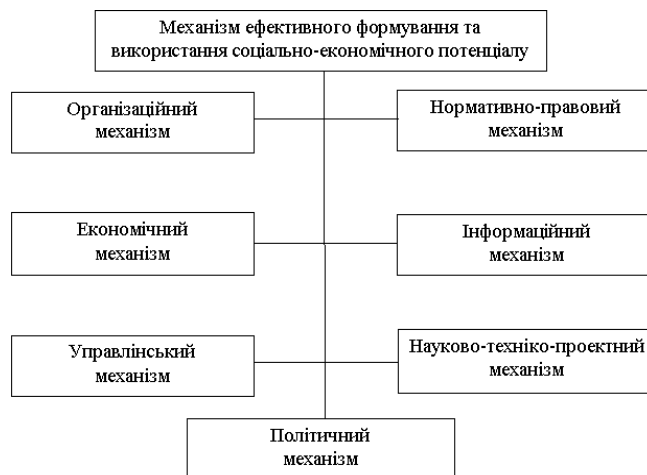 Механізм ефективного формування та
використання соціально-економічного потенціалу
Організаційний
механізм
Нормативно-правовий
механізм
Економічний
механізм
Інформаційний
механізм
Управлінський
механізм
Науково-техніко-проектний
механізм
Політичний
механізм